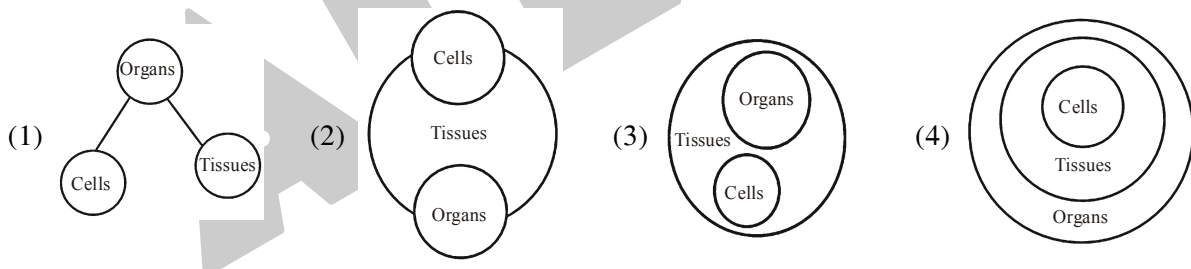 (1)
Organs
Cells
Tissues
(2)
Cells
Tissues
Organs
(3)
Organs
Tissues
Cells
(4)
Cells
Tissues
Organs